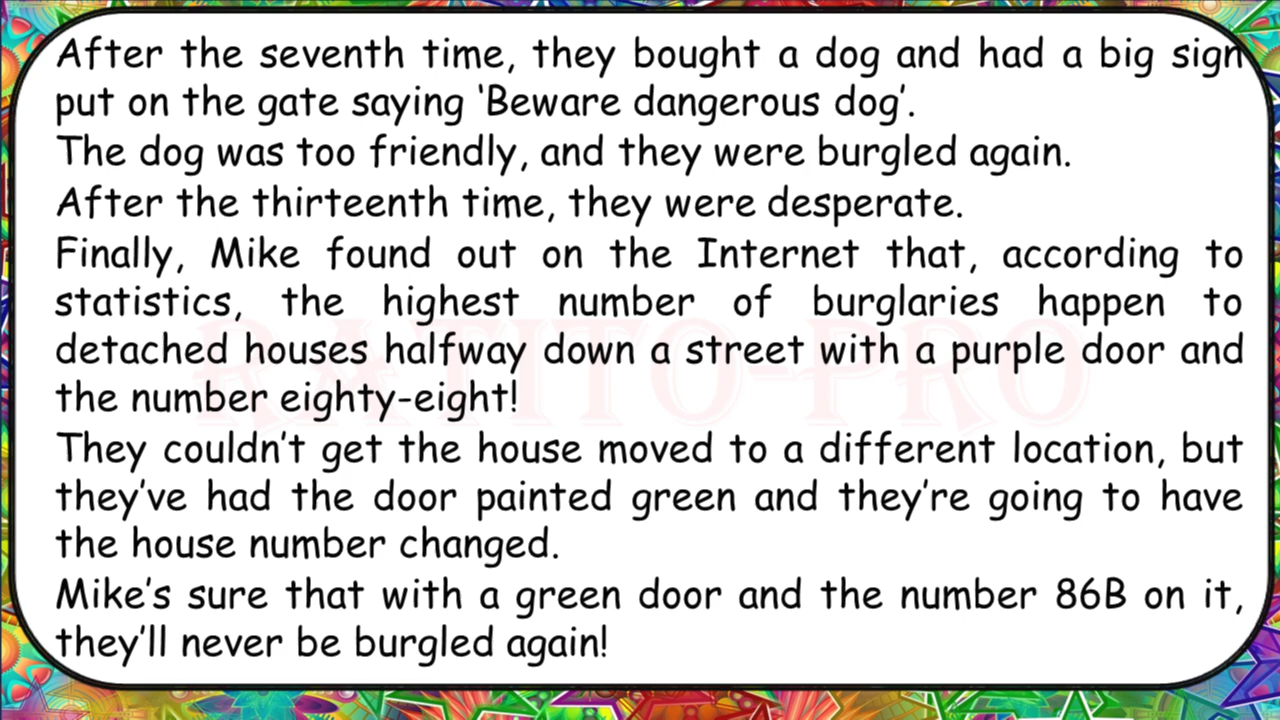 After the seventh time, they bought a dog and had a big sign
put on the gate saying ‘Beware dangerous dog’.
The dog was too friendly, and they were burgled again.
After the thirteenth time, they were desperate.
Finally, Mike found out on the Internet that, according to
statistics, the highest number of burglaries happen to
detached houses halfway down a street with a purple door and
the number eighty-eight!
They couldn’t get the house moved to a different location, but
they’ve had the door painted green and they’re going to have
the house number changed.
Mike’s sure that with a green door and the number 86B on it,
they’ll never be burgled again!
RATITO-PRO